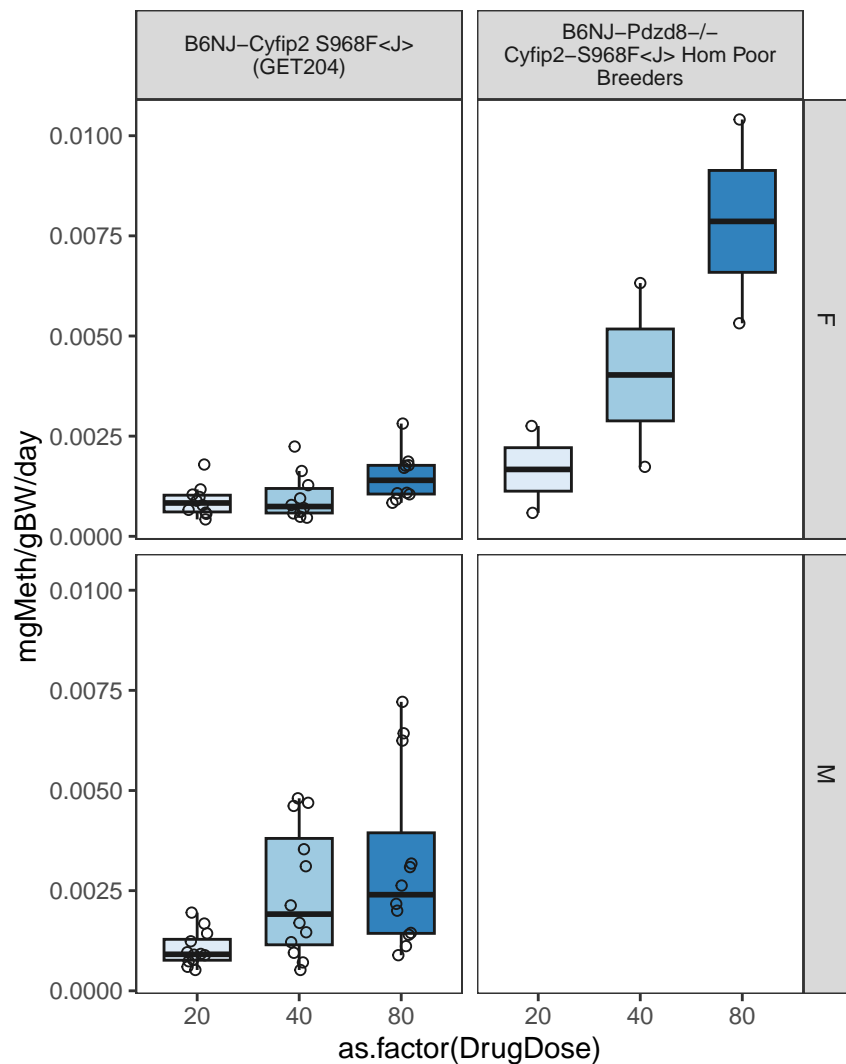 B6NJ−Cyfip2 S968F<J>
(GET204)
B6NJ−Pdzd8−/−
Cyfip2−S968F<J> Hom Poor
Breeders
0.0100
0.0075
0.0050
0.0025
0.0000
F
0.0100
0.0075
0.0050
0.0025
0.0000
M
mgMeth/gBW/day
20
40
80
20
40
80
as.factor(DrugDose)